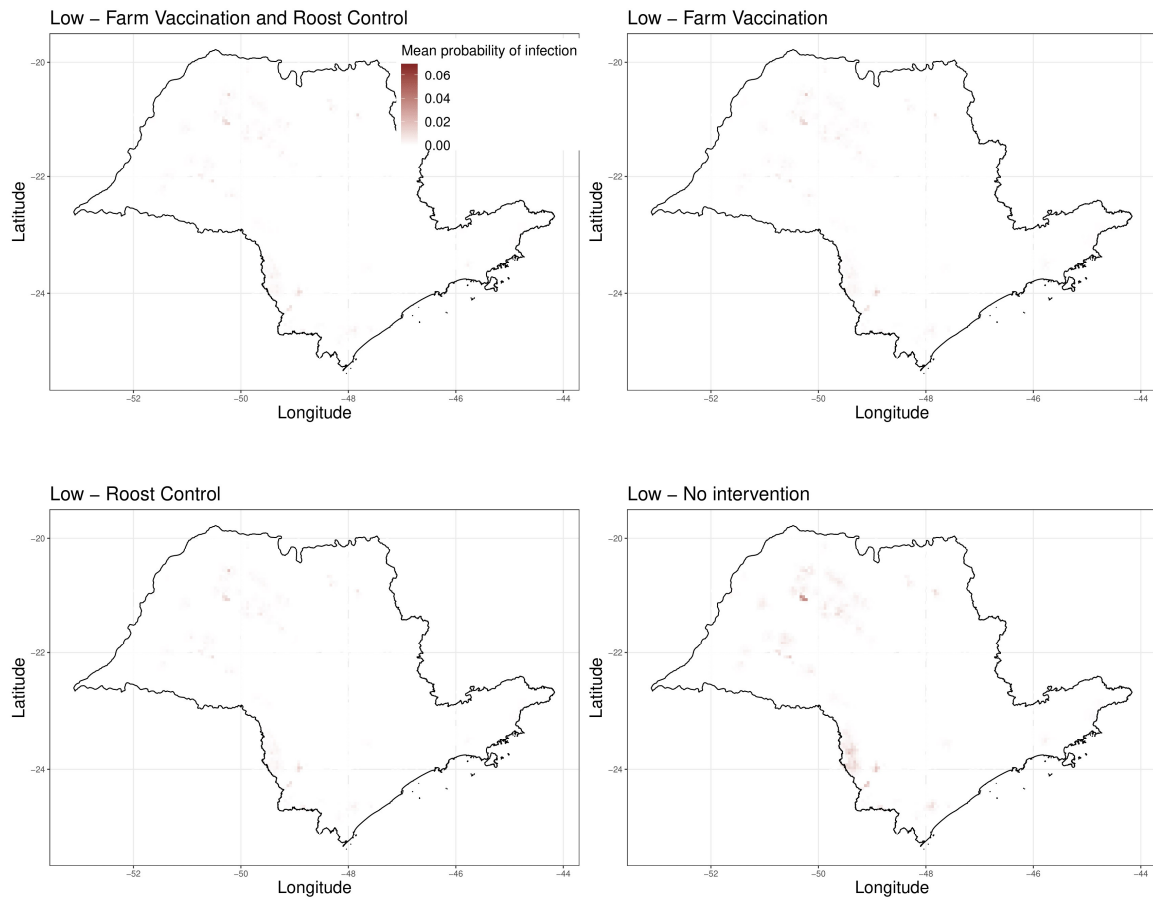 Low − Farm Vaccination and Roost Control
Mean probability of infection
0.06
0.04
0.02
0.00
−20
−22
−24
Latitude
−52
−50
−48
−46
−44
Longitude
Low − Farm Vaccination
−20
−22
−24
Latitude
−52
−50
−48
−46
−44
Longitude
Low − Roost Control
−20
−22
−24
Latitude
−52
−50
−48
−46
−44
Longitude
Low − No intervention
−20
−22
−24
Latitude
−52
−50
−48
−46
−44
Longitude